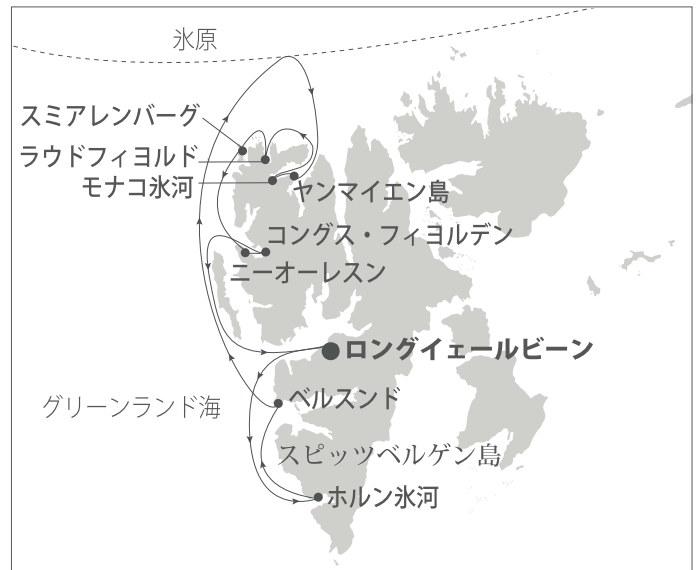 氷原
スミアレンバーグ
ラウドフィヨルド
モナコ氷河
ヤンマイエン島
コングス・フィヨルデン
ニーオーレスン
ロングイェールビーン
ベルスンド
グリーンランド海
スピッツベルゲン島
ホルン氷河